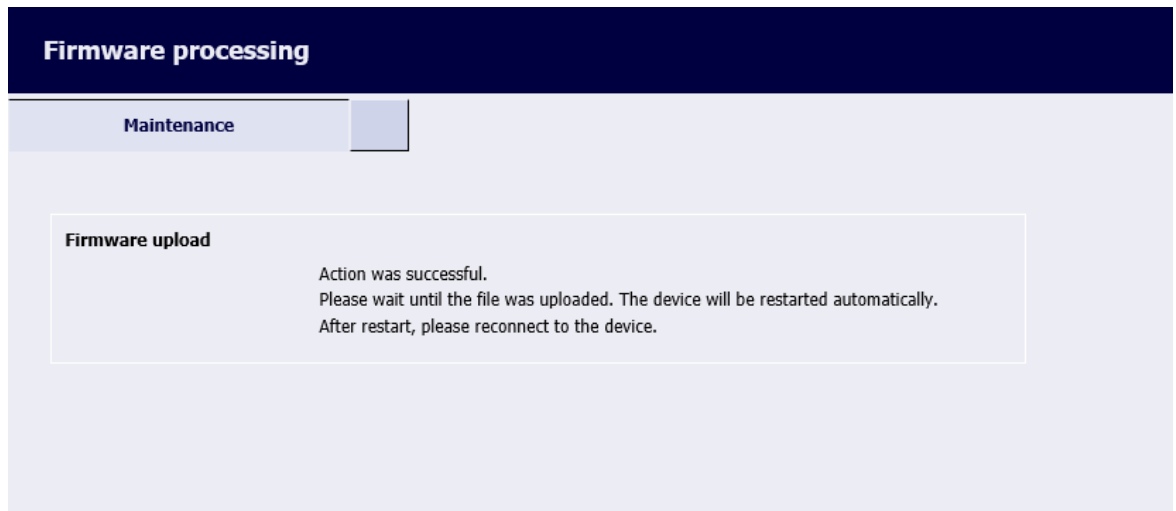 Firmware processing
Maintenance
Firmware upload
Action was successful.
Please wait until the file was uploaded. The device will be restarted automatically.
After restart, please reconnect to the device.